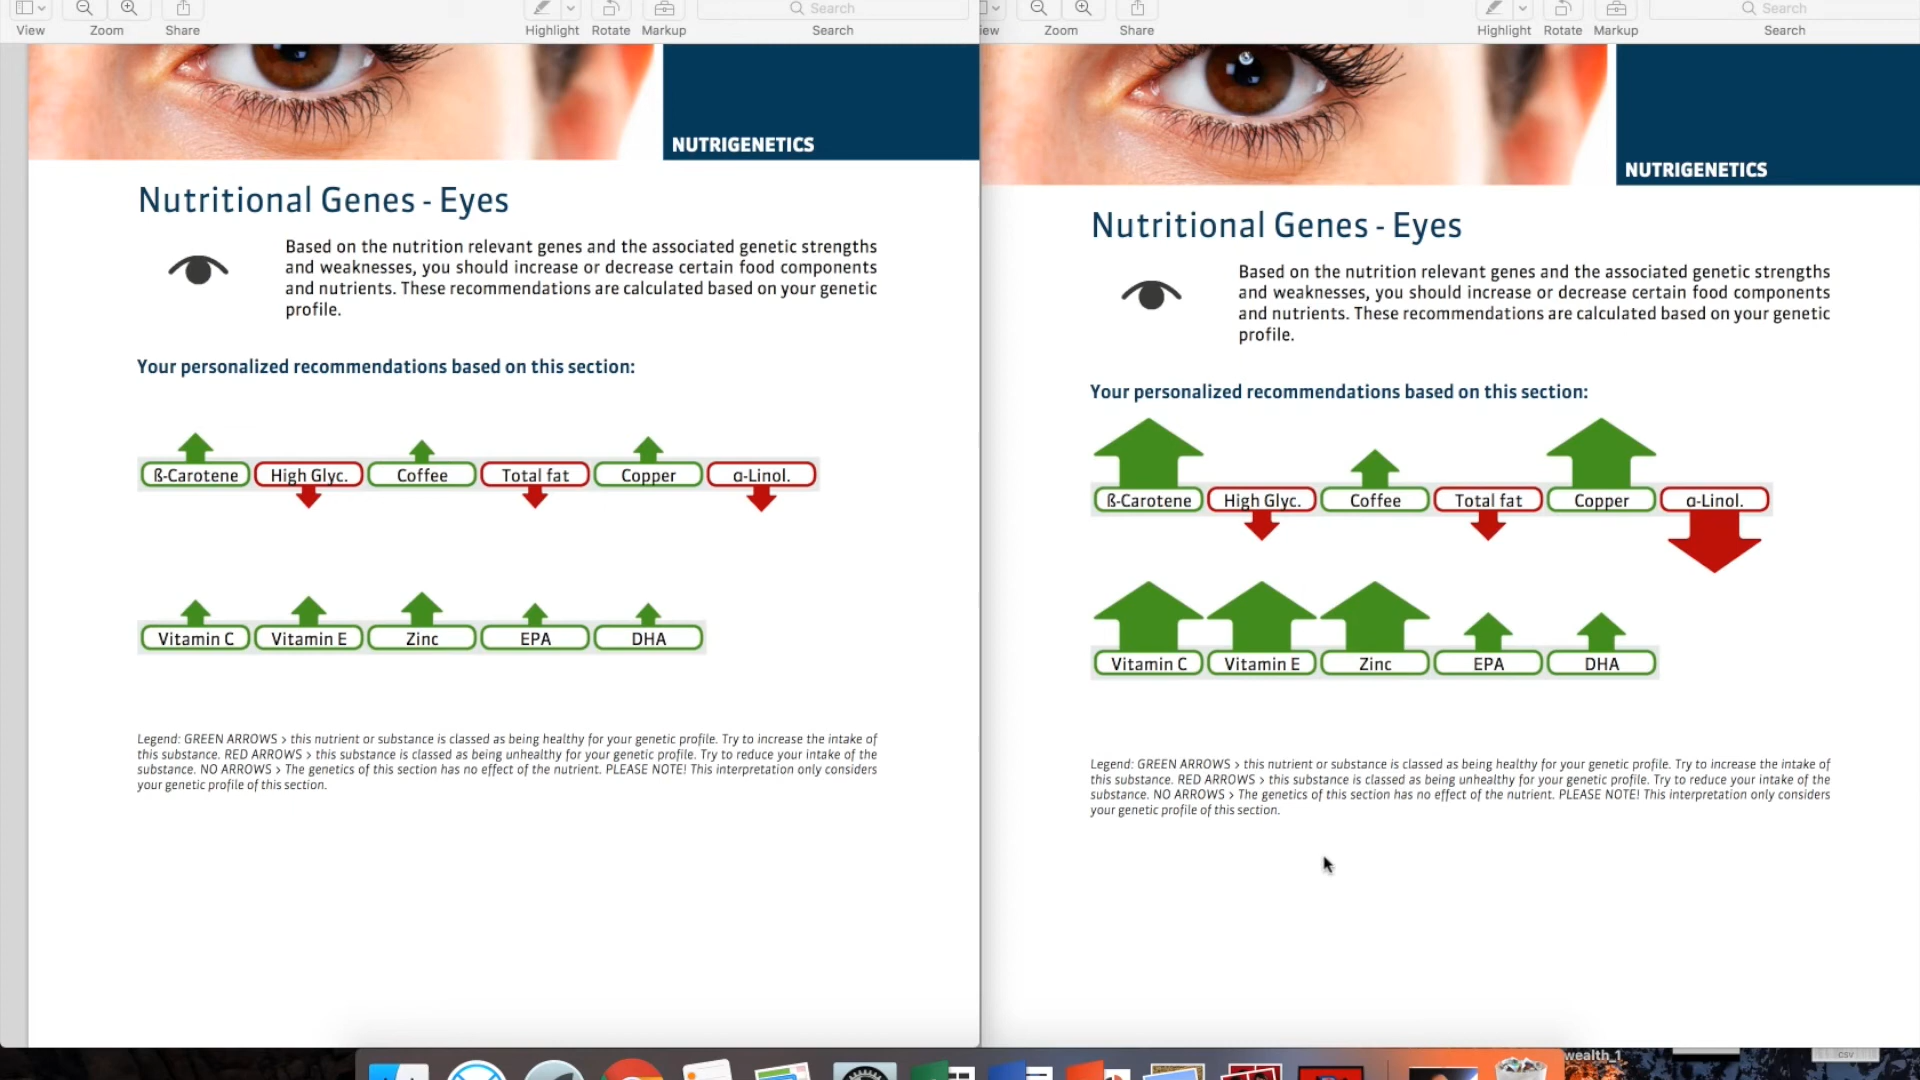 View Zoom Share Highlight Rotate Markup Search Search
NUTRIGENETICS
Nutritional Genes - Eyes
Based on the nutrition relevant genes and the associated genetic strengths
and weaknesses, you should increase or decrease certain food components
and nutrients. These recommendations are calculated based on your genetic
profile.
Your personalized recommendations based on this section:
ß-Carotene High Glyc. Coffee Total fat Copper α-Linol.
Vitamin C Vitamin E Zinc EPA DHA
Legend: GREEN ARROWS > this nutrient or substance is classed as being healthy for your genetic profile. Try to increase the intake of
this substance. RED ARROWS > this substance is classed as being unhealthy for your genetic profile. Try to reduce your intake of the
substance. NO ARROWS > The genetics of this section has no effect of the nutrient. PLEASE NOTE! This interpretation only considers
your genetic profile of this section.
iew Zoom Share Highlight Rotate Markup Search Search
NUTRIGENETICS
Nutritional Genes - Eyes
Based on the nutrition relevant genes and the associated genetic strengths
and weaknesses, you should increase or decrease certain food components
and nutrients. These recommendations are calculated based on your genetic
profile.
Your personalized recommendations based on this section:
ß-Carotene High Glyc. Coffee Total fat Copper α-Linol.
Vitamin C Vitamin E Zinc EPA DHA
Legend: GREEN ARROWS > this nutrient or substance is classed as being healthy for your genetic profile. Try to increase the intake of
this substance. RED ARROWS > this substance is classed as being unhealthy for your genetic profile. Try to reduce your intake of the
substance. NO ARROWS > The genetics of this section has no effect of the nutrient. PLEASE NOTE! This interpretation only considers
your genetic profile of this section.
wealth_1
csv